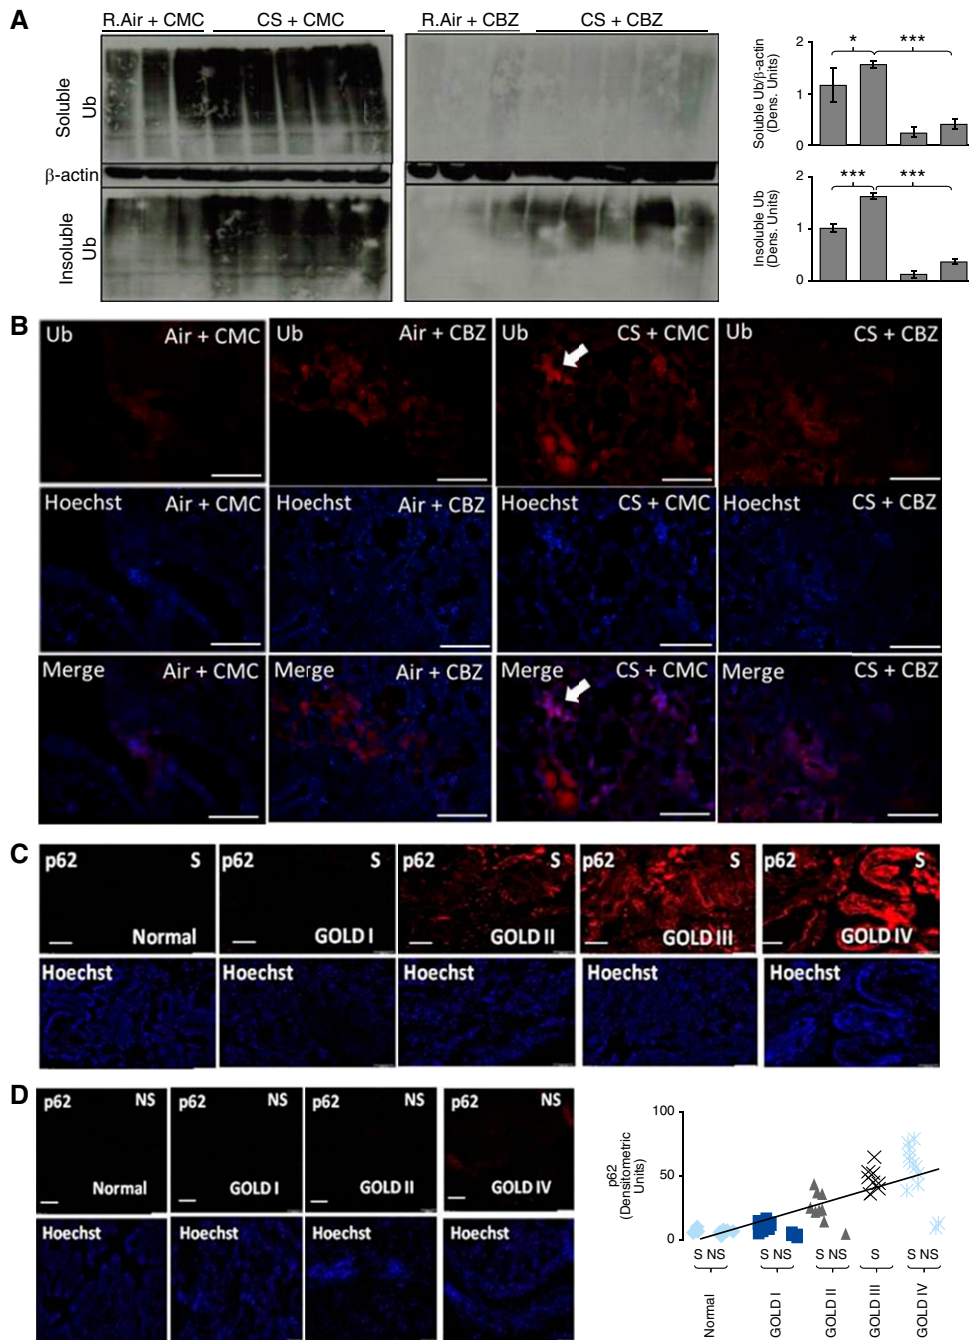 A
R.Air + CMC CS + CMC R.Air + CBZ CS + CBZ
Soluble
Ub
β-actin
Insoluble
Ub
Soluble Ub/β-actin
(Dens. Units)
2
1
0
* ***
Insoluble Ub
(Dens. Units)
2
1
0
*** ***
B
Ub Air + CMC Ub Air + CBZ Ub CS + CMC Ub CS + CBZ
Hoechst Air + CMC Hoechst Air + CBZ Hoechst CS + CMC Hoechst CS + CBZ
Merge Air + CMC Merge Air + CBZ Merge CS + CMC Merge CS + CBZ
C
p62 S p62 S p62 S p62 S p62 S
Normal GOLD I GOLD II GOLD III GOLD IV
Hoechst Hoechst Hoechst Hoechst Hoechst
D
p62 NS p62 NS p62 NS p62 NS
Normal GOLD I GOLD II GOLD IV
Hoechst Hoechst Hoechst Hoechst
p62
(Densitometric
Units)
100
50
0
S NS S NS S NS S S NS
Normal GOLD I GOLD II GOLD III GOLD IV